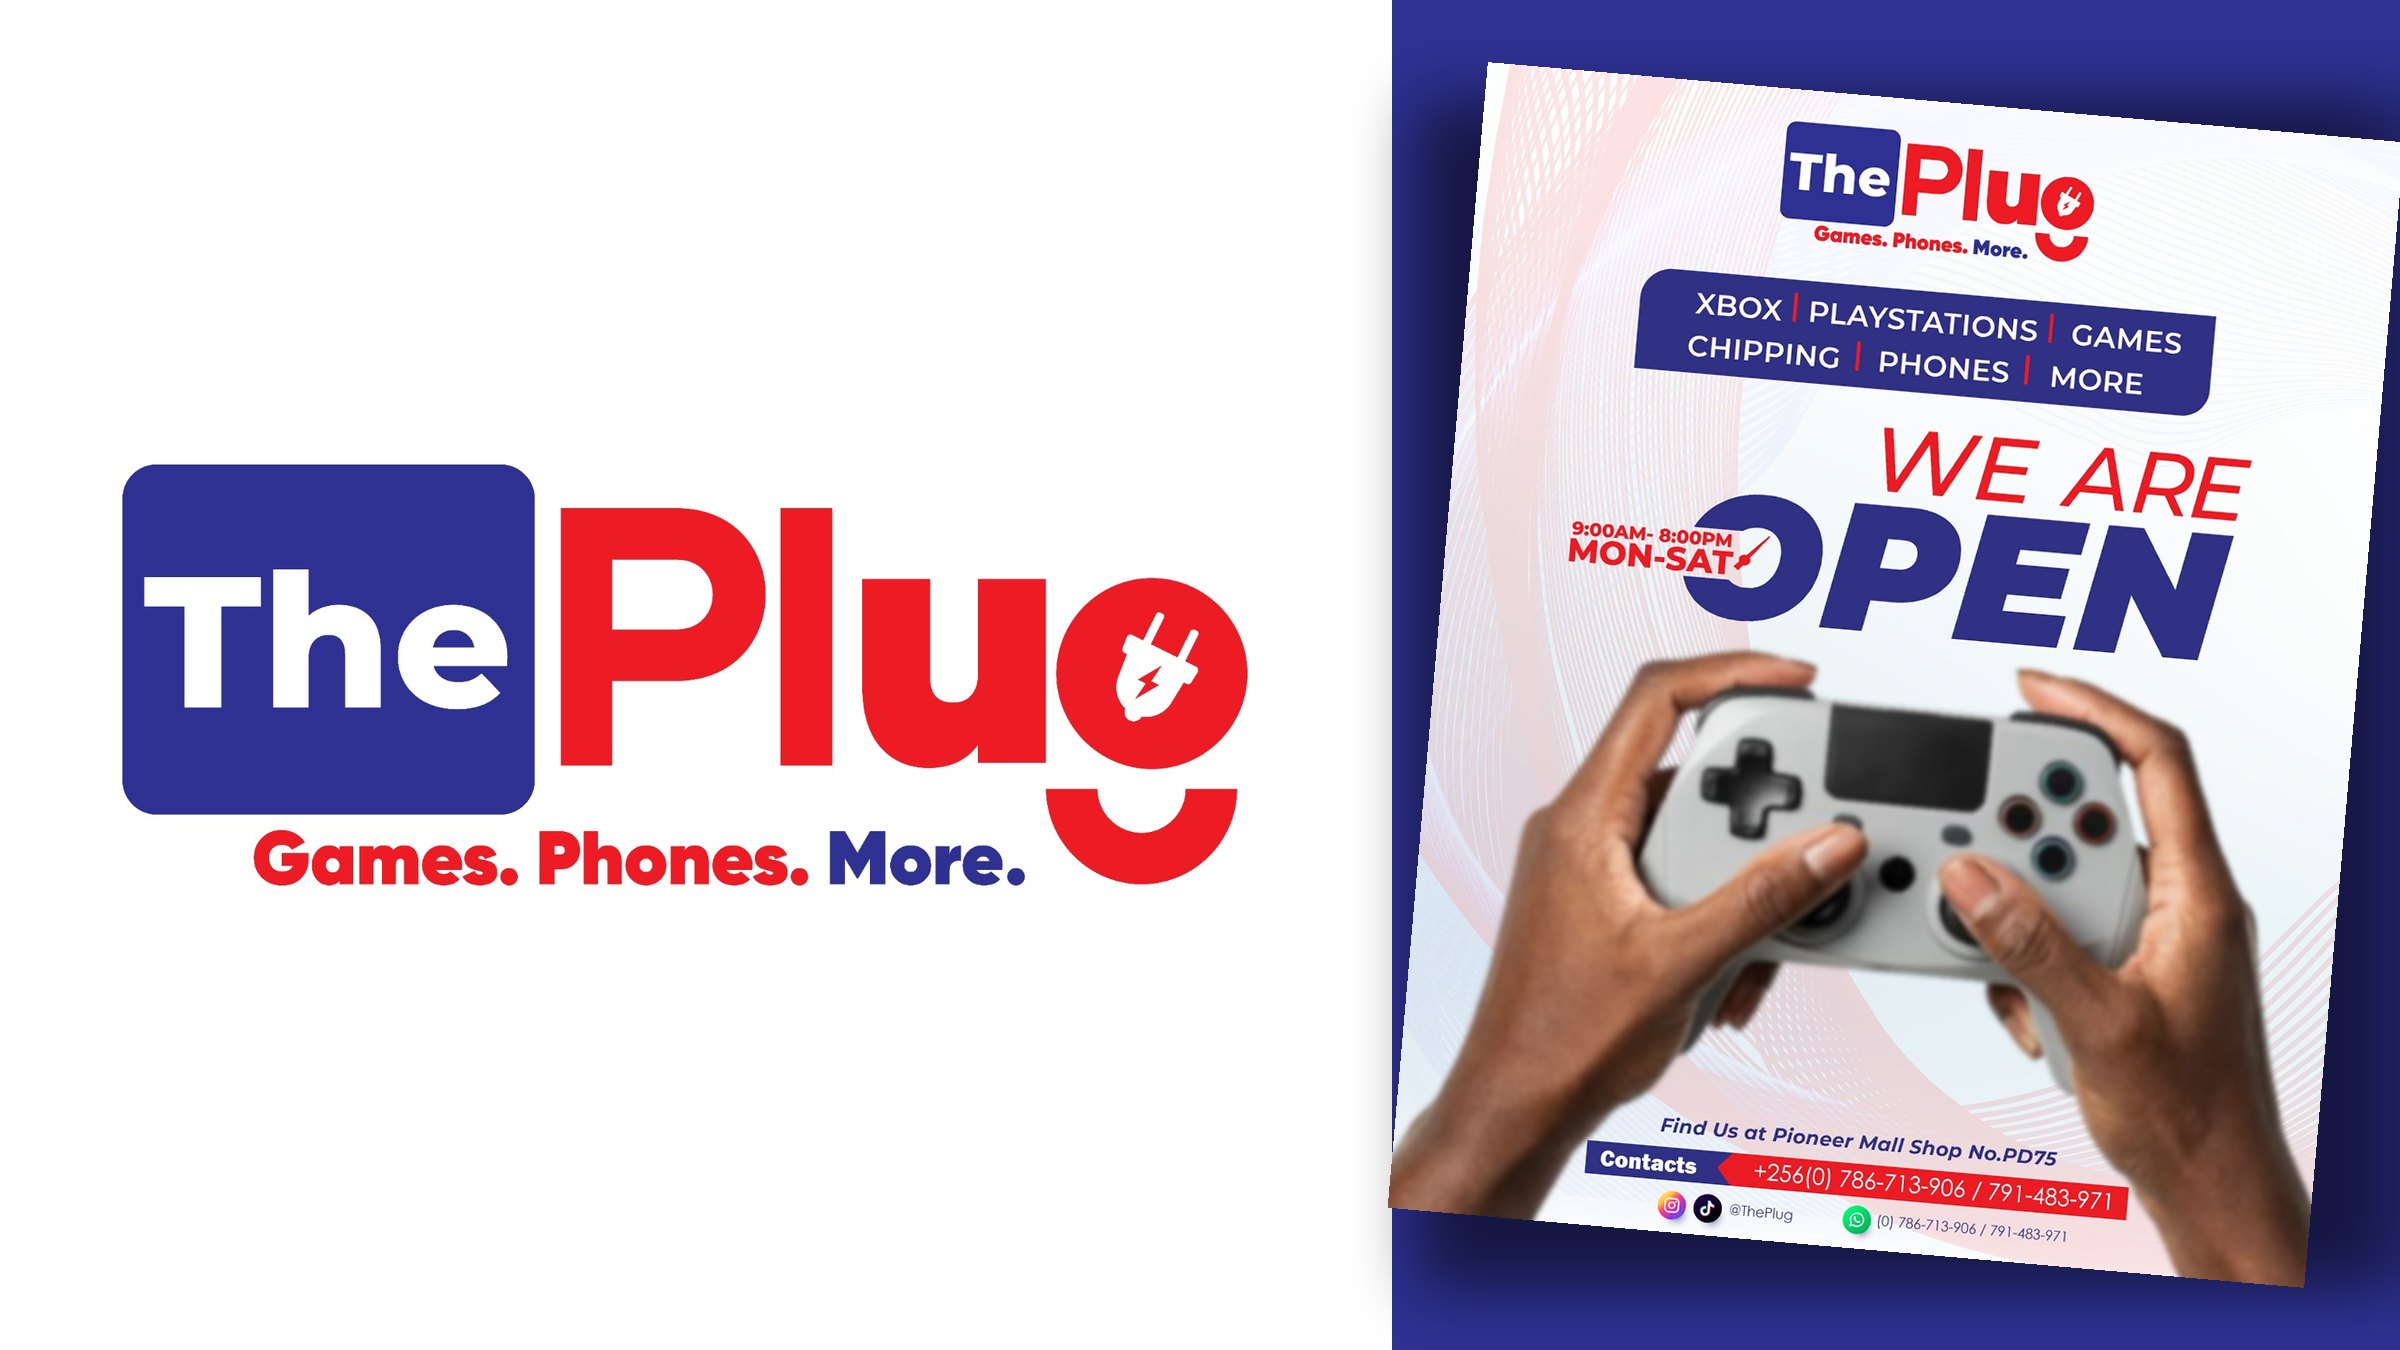 The Plug
Games. Phones. More.
The Plug
Games. Phones. More.
XBOX | PLAYSTATIONS | GAMES
CHIPPING | PHONES | MORE
WE ARE
OPEN
9:00AM- 8:00PM
MON-SAT
Find Us at Pioneer Mall Shop No.PD75
Contacts +256(0) 786-713-906 / 791-483-971
@ThePlug (0) 786-713-906 / 791-483-971